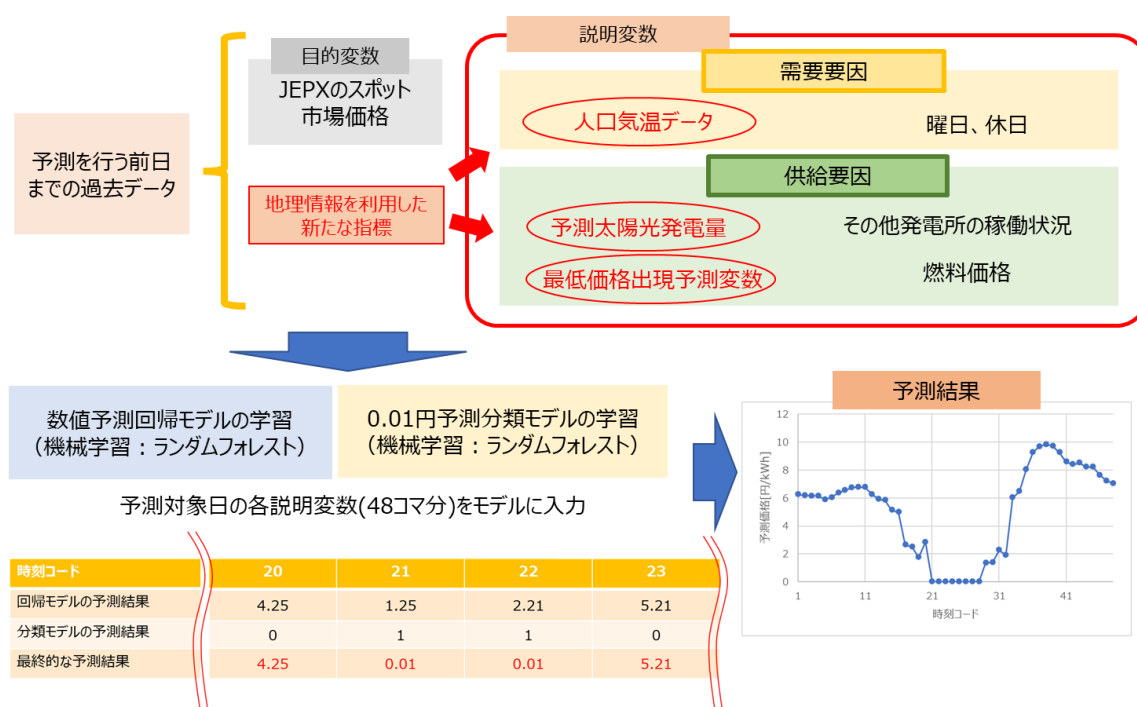 説明変数
目的変数
JEPXのスポット
市場価格
需要要因
人口気温データ
曜日、休日
予測を行う前日
までの過去データ
地理情報を利用した
新たな指標
供給要因
予測太陽光発電量
その他発電所の稼働状況
最低価格出現予測変数
燃料価格
数値予測回帰モデルの学習
(機械学習:ランダムフォレスト)
0.01円予測分類モデルの学習
(機械学習:ランダムフォレスト)
予測対象日の各説明変数(48コマ分)をモデルに入力
時刻コード 20 21 22 23
回帰モデルの予測結果 4.25 1.25 2.21 5.21
分類モデルの予測結果 0 1 1 0
最終的な予測結果 4.25 0.01 0.01 5.21
予測結果
予測価格[円/kWh]
12
10
8
6
4
2
0
1 11 21 31 41
時刻コード